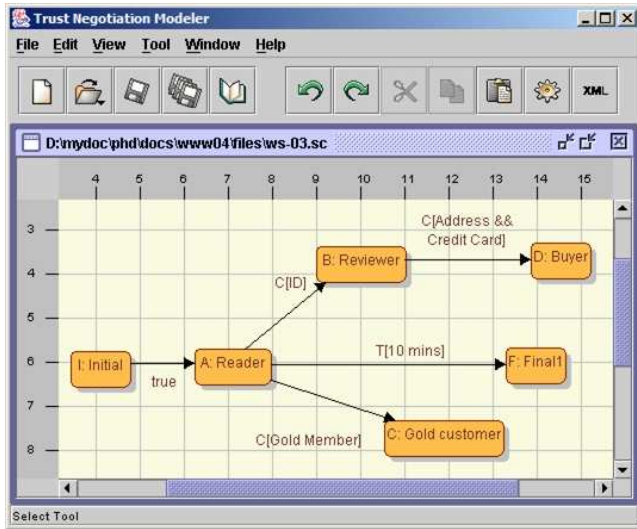 Trust Negotiation Modeler
File Edit View Tool Window Help
XML
D:\mydoc\phd\docs\www04\files\ws-03.sc
4 5 6 7 8 9 10 11 12 13 14 15
3
4
5
6
7
8
C[Address &&
Credit Card]
B: Reviewer
D: Buyer
C[ID]
T[10 mins]
I: Initial
A: Reader
F: Final1
true
C[Gold Member]
C: Gold customer
Select Tool